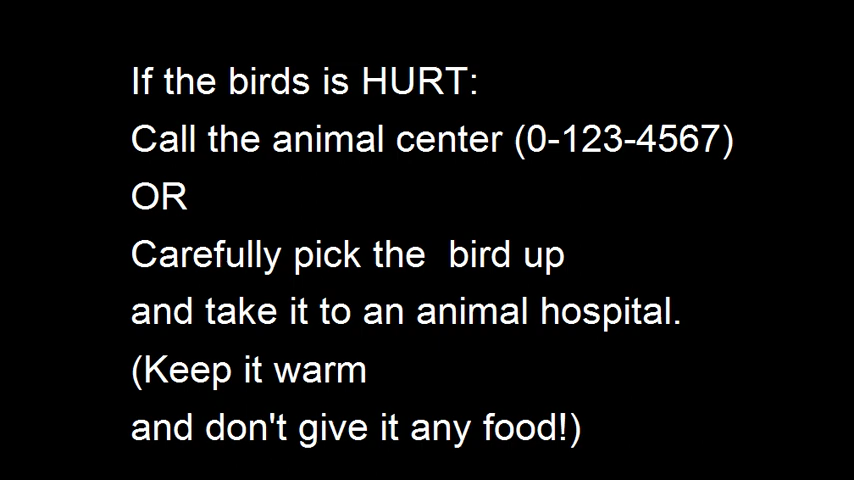 If the birds is HURT:
Call the animal center (0-123-4567)
OR
Carefully pick the  bird up
and take it to an animal hospital.
(Keep it warm
and don't give it any food!)